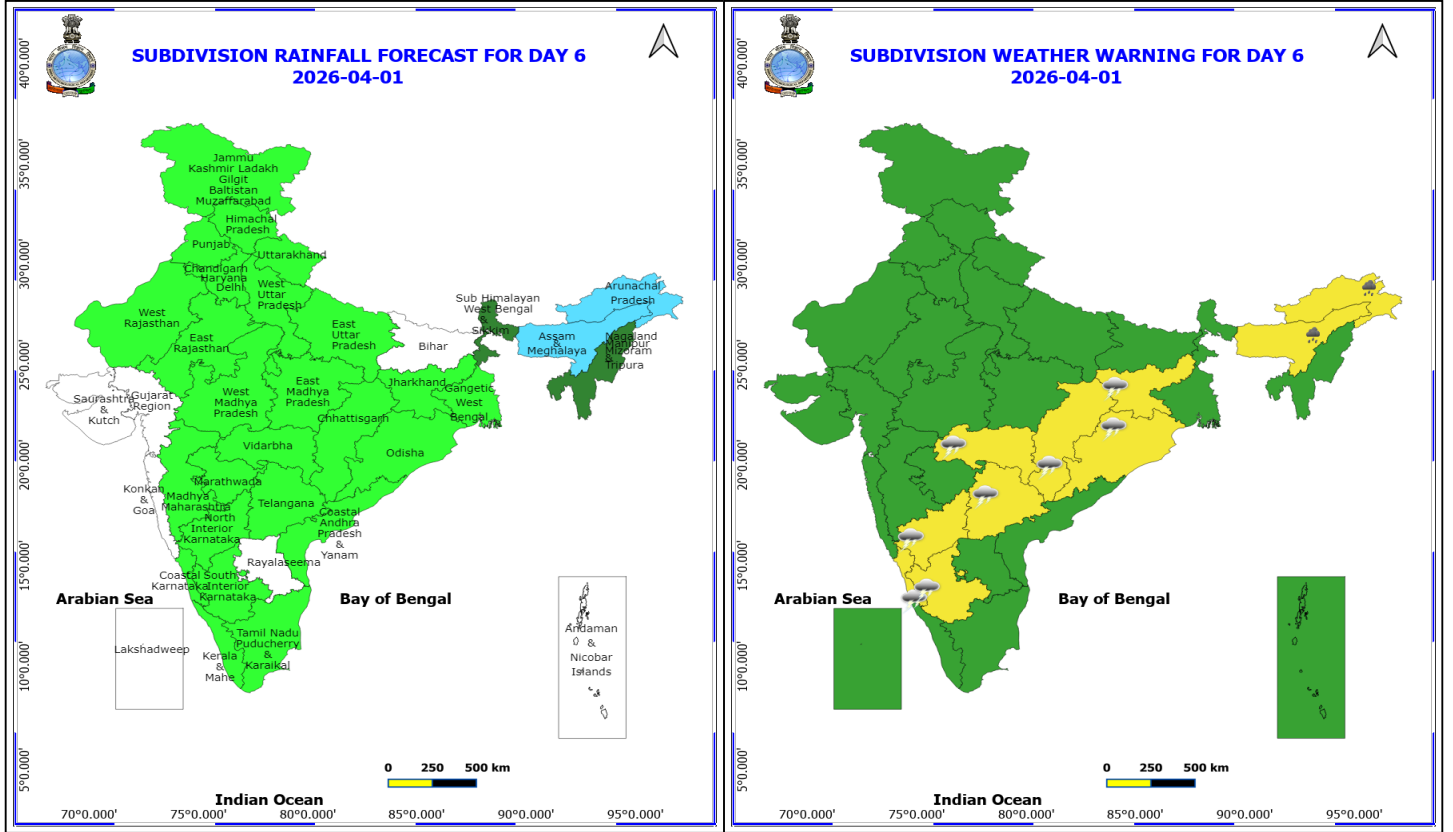 SUBDIVISION RAINFALL FORECAST FOR DAY 6
2026-04-01
40°0.000'
35°0.000'
30°0.000'
25°0.000'
20°0.000'
15°0.000'
10°0.000'
5°0.000'
Jammu
Kashmir Ladakh
Gilgit
Baltistan
Muzaffarabad
Himachal
Pradesh
Punjab
Uttarakhand
Chandigarh
Haryana
Delhi
West
Uttar
Pradesh
West
Rajasthan
East
Rajasthan
East
Uttar
Pradesh
Bihar
Sub Himalayan
West Bengal
&
Sikkim
Arunachal
Pradesh
Assam
&
Meghalaya
Nagaland
Manipur
Mizoram
&
Tripura
Saurashtra
&
Kutch
Gujarat
Region
West
Madhya
Pradesh
East
Madhya
Pradesh
Jharkhand
Gangetic
West
Bengal
Chhattisgarh
Vidarbha
Odisha
Konkan
&
Goa
Marathwada
Madhya
Maharashtra
North
Interior
Karnataka
Telangana
Coastal
Andhra
Pradesh
&
Yanam
Rayalaseema
Coastal
Karnataka
South
Interior
Karnataka
Arabian Sea
Bay of Bengal
Lakshadweep
Kerala
&
Mahe
Tamil Nadu
Puducherry
&
Karaikal
Andaman
&
Nicobar
Islands
0 250 500 km
Indian Ocean
70°0.000' 75°0.000' 80°0.000' 85°0.000' 90°0.000' 95°0.000'
SUBDIVISION WEATHER WARNING FOR DAY 6
2026-04-01
40°0.000'
35°0.000'
30°0.000'
25°0.000'
20°0.000'
15°0.000'
10°0.000'
5°0.000'
Arabian Sea
Bay of Bengal
0 250 500 km
Indian Ocean
70°0.000' 75°0.000' 80°0.000' 85°0.000' 90°0.000' 95°0.000'